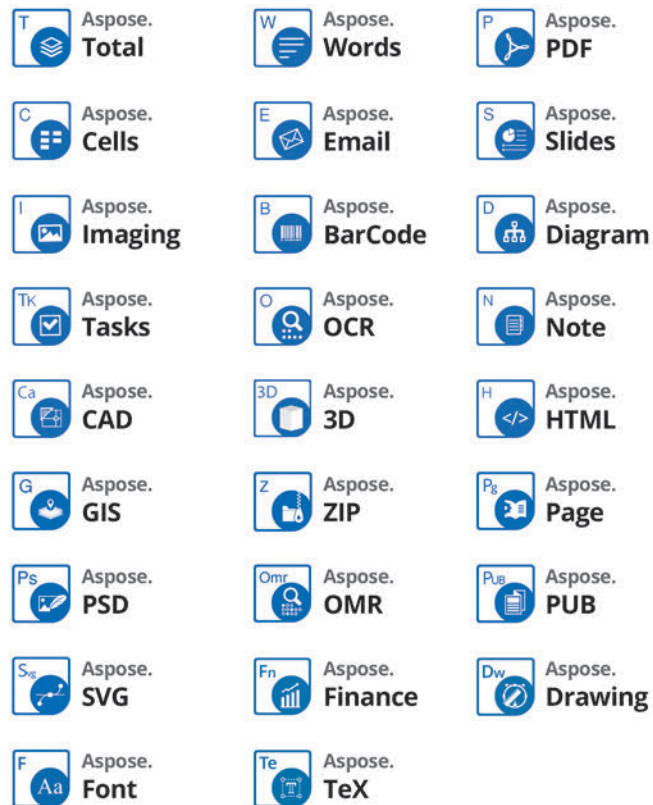 T Aspose.
Total
W Aspose.
Words
P Aspose.
PDF
C Aspose.
Cells
E Aspose.
Email
S Aspose.
Slides
I Aspose.
Imaging
B Aspose.
BarCode
D Aspose.
Diagram
TK Aspose.
Tasks
O Aspose.
OCR
N Aspose.
Note
Ca Aspose.
CAD
3D Aspose.
3D
H Aspose.
</> HTML
G Aspose.
GIS
Z Aspose.
ZIP
Pg Aspose.
Page
Ps Aspose.
PSD
Omr Aspose.
OMR
PUB Aspose.
PUB
Svg Aspose.
SVG
Fn Aspose.
Finance
Dw Aspose.
Drawing
F Aspose.
Aa Font
Te Aspose.
T TeX